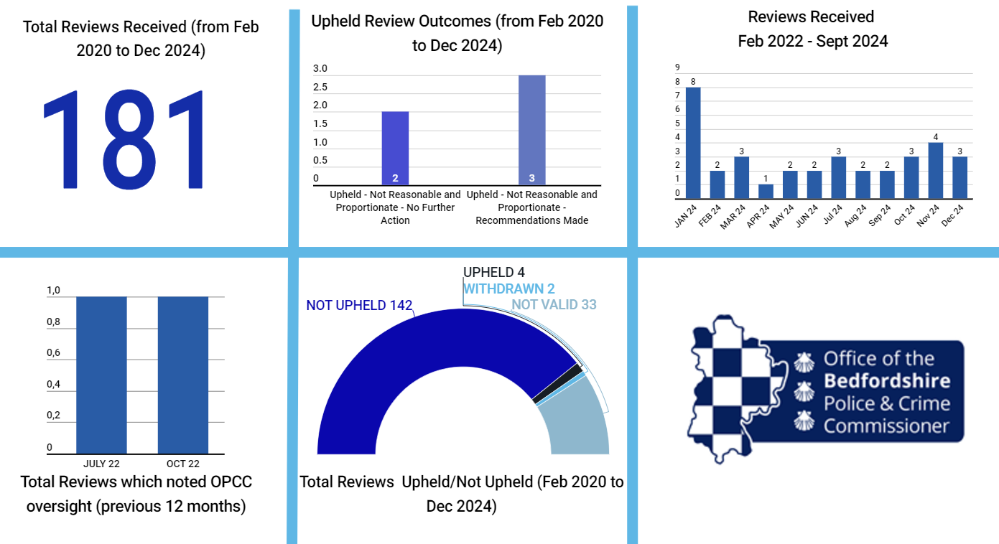 Total Reviews Received (from Feb
2020 to Dec 2024)
181
Upheld Review Outcomes (from Feb 2020
to Dec 2024)
3.0
2.5
2.0
1.5
1.0
0.5
0
2
3
Upheld - Not Reasonable and
Proportionate - No Further
Action
Upheld - Not Reasonable and
Proportionate -
Recommendations Made
Reviews Received
Feb 2022 - Sept 2024
9
8
7
6
5
4
3
2
1
0
8
2
3
1
2
2
3
2
2
3
4
3
JAN 24
FEB 24
MAR 24
APR 24
MAY 24
JUN 24
Jul 24
Aug 24
Sep 24
Oct 24
Nov 24
Dec 24
1,0
0,8
0,6
0,4
0,2
0
JULY 22
OCT 22
Total Reviews which noted OPCC
oversight (previous 12 months)
UPHELD 4
WITHDRAWN 2
NOT VALID 33
NOT UPHELD 142
Total Reviews  Upheld/Not Upheld (Feb 2020 to
Dec 2024)
Office of the
Bedfordshire
Police & Crime
Commissioner